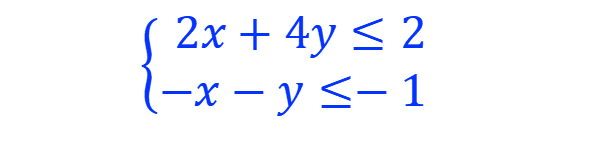 2x + 4y ≤ 2
−x − y ≤− 1